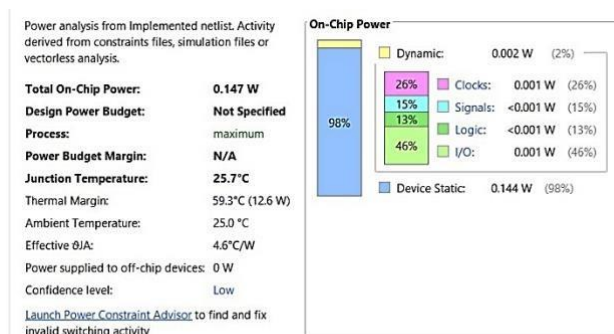 Power analysis from Implemented netlist. Activity
derived from constraints files, simulation files or
vectorless analysis.
Total On-Chip Power: 0.147 W
Design Power Budget: Not Specified
Process: maximum
Power Budget Margin: N/A
Junction Temperature: 25.7°C
Thermal Margin: 59.3°C (12.6 W)
Ambient Temperature: 25.0 °C
Effective ϑJA: 4.6°C/W
Power supplied to off-chip devices: 0 W
Confidence level: Low
Launch Power Constraint Advisor to find and fix
invalid switching activity
On-Chip Power
Dynamic: 0.002 W (2%)
26% Clocks: 0.001 W (26%)
15% Signals: <0.001 W (15%)
13% Logic: <0.001 W (13%)
46% I/O: 0.001 W (46%)
98%
Device Static: 0.144 W (98%)